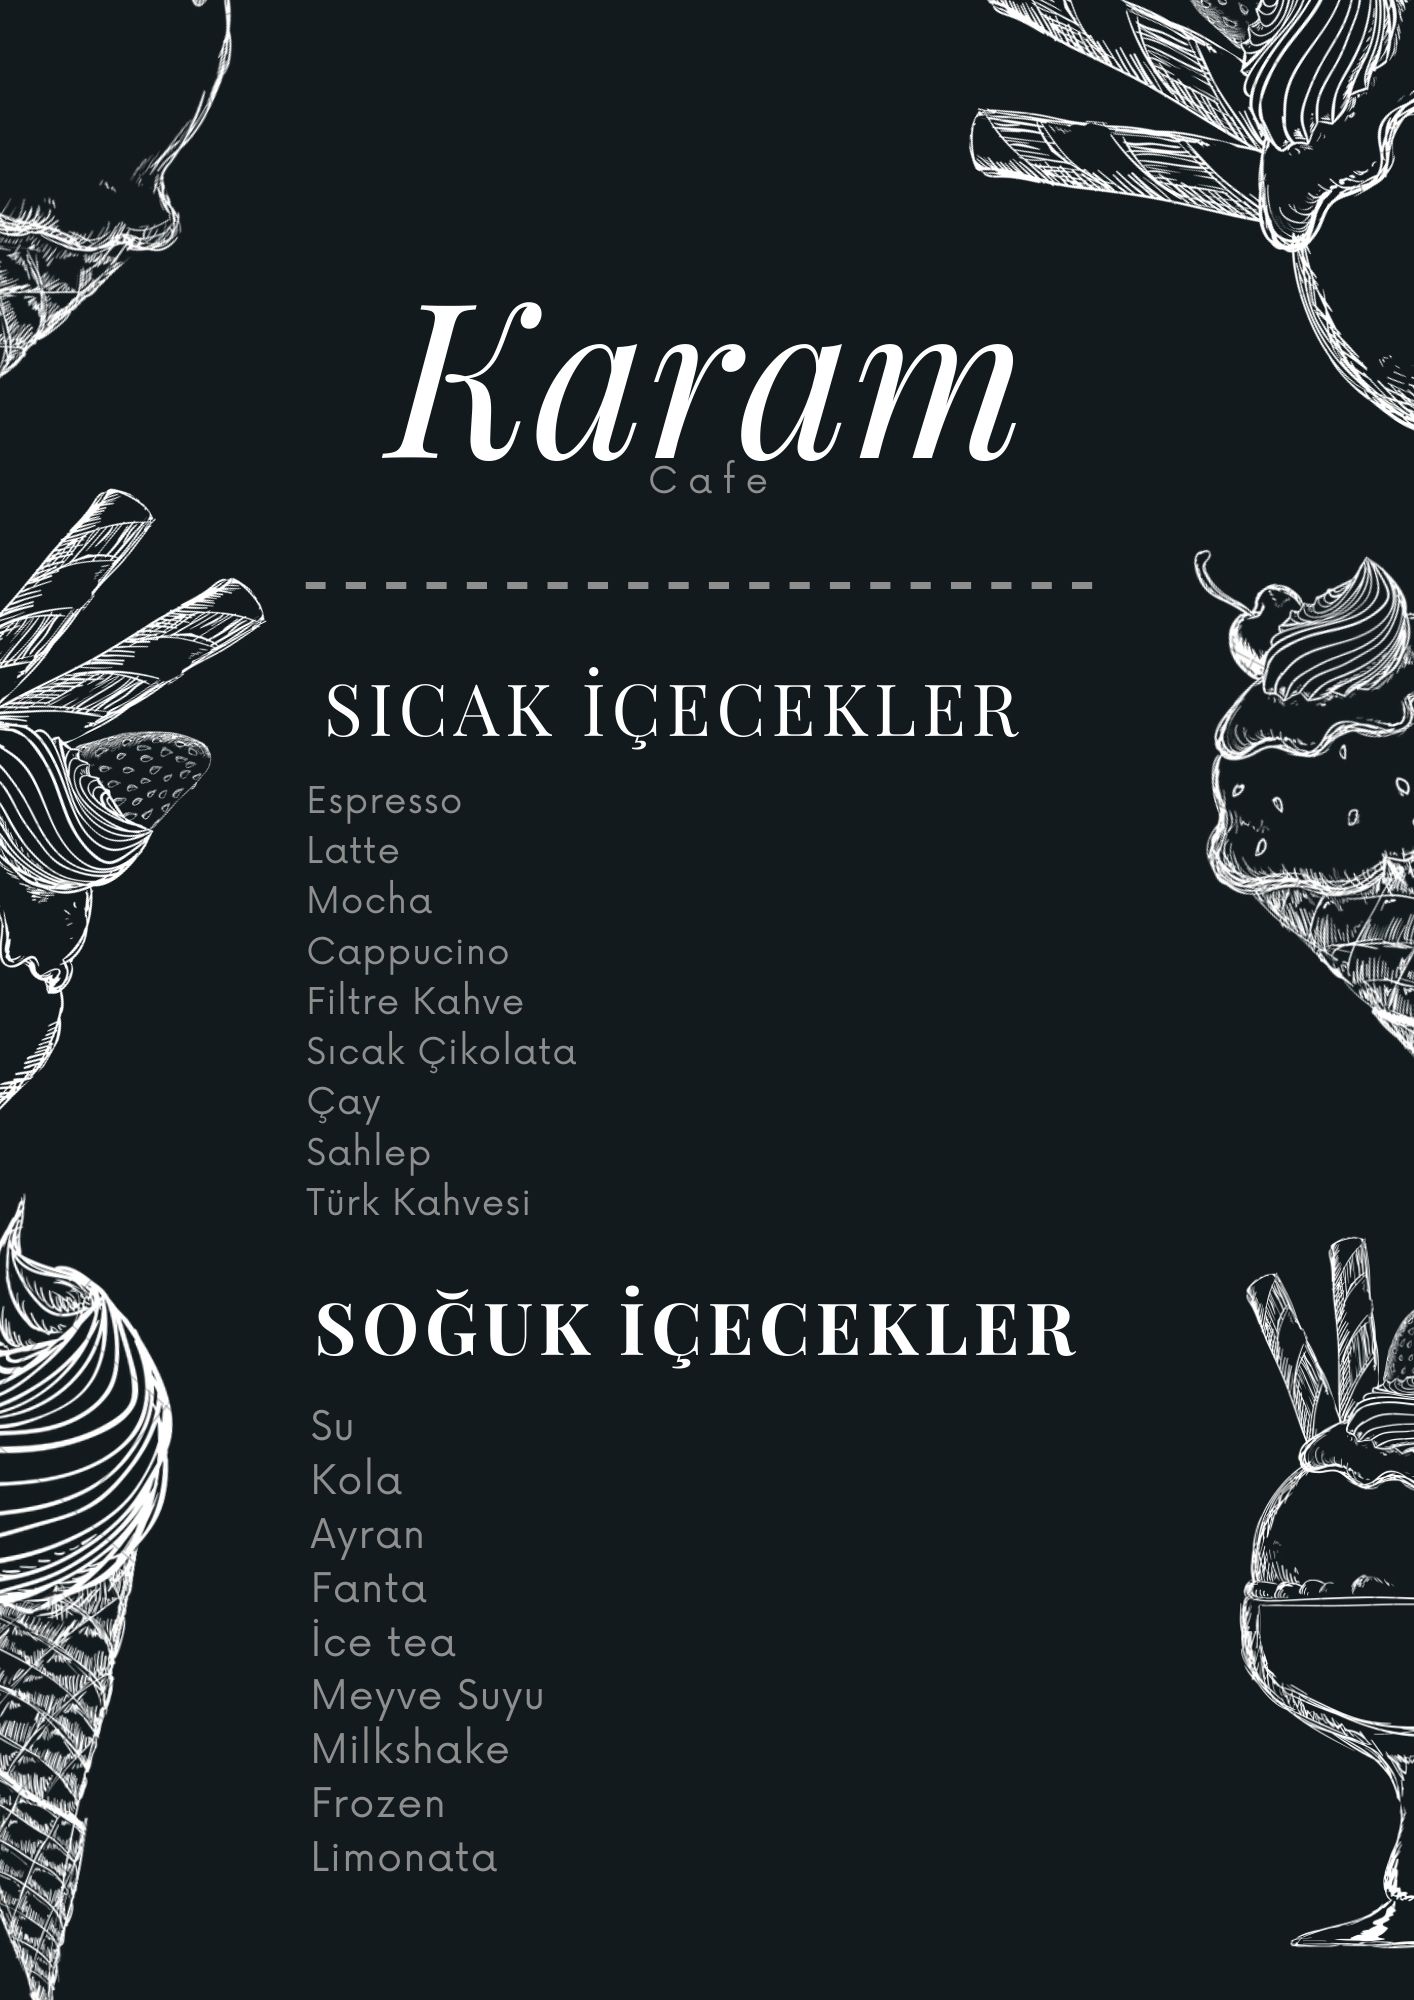 Karam
Cafe
SICAK İÇECEKLER
Espresso
Latte
Mocha
Cappucino
Filtre Kahve
Sıcak Çikolata
Çay
Sahlep
Türk Kahvesi
SOĞUK İÇECEKLER
Su
Kola
Ayran
Fanta
İce tea
Meyve Suyu
Milkshake
Frozen
Limonata